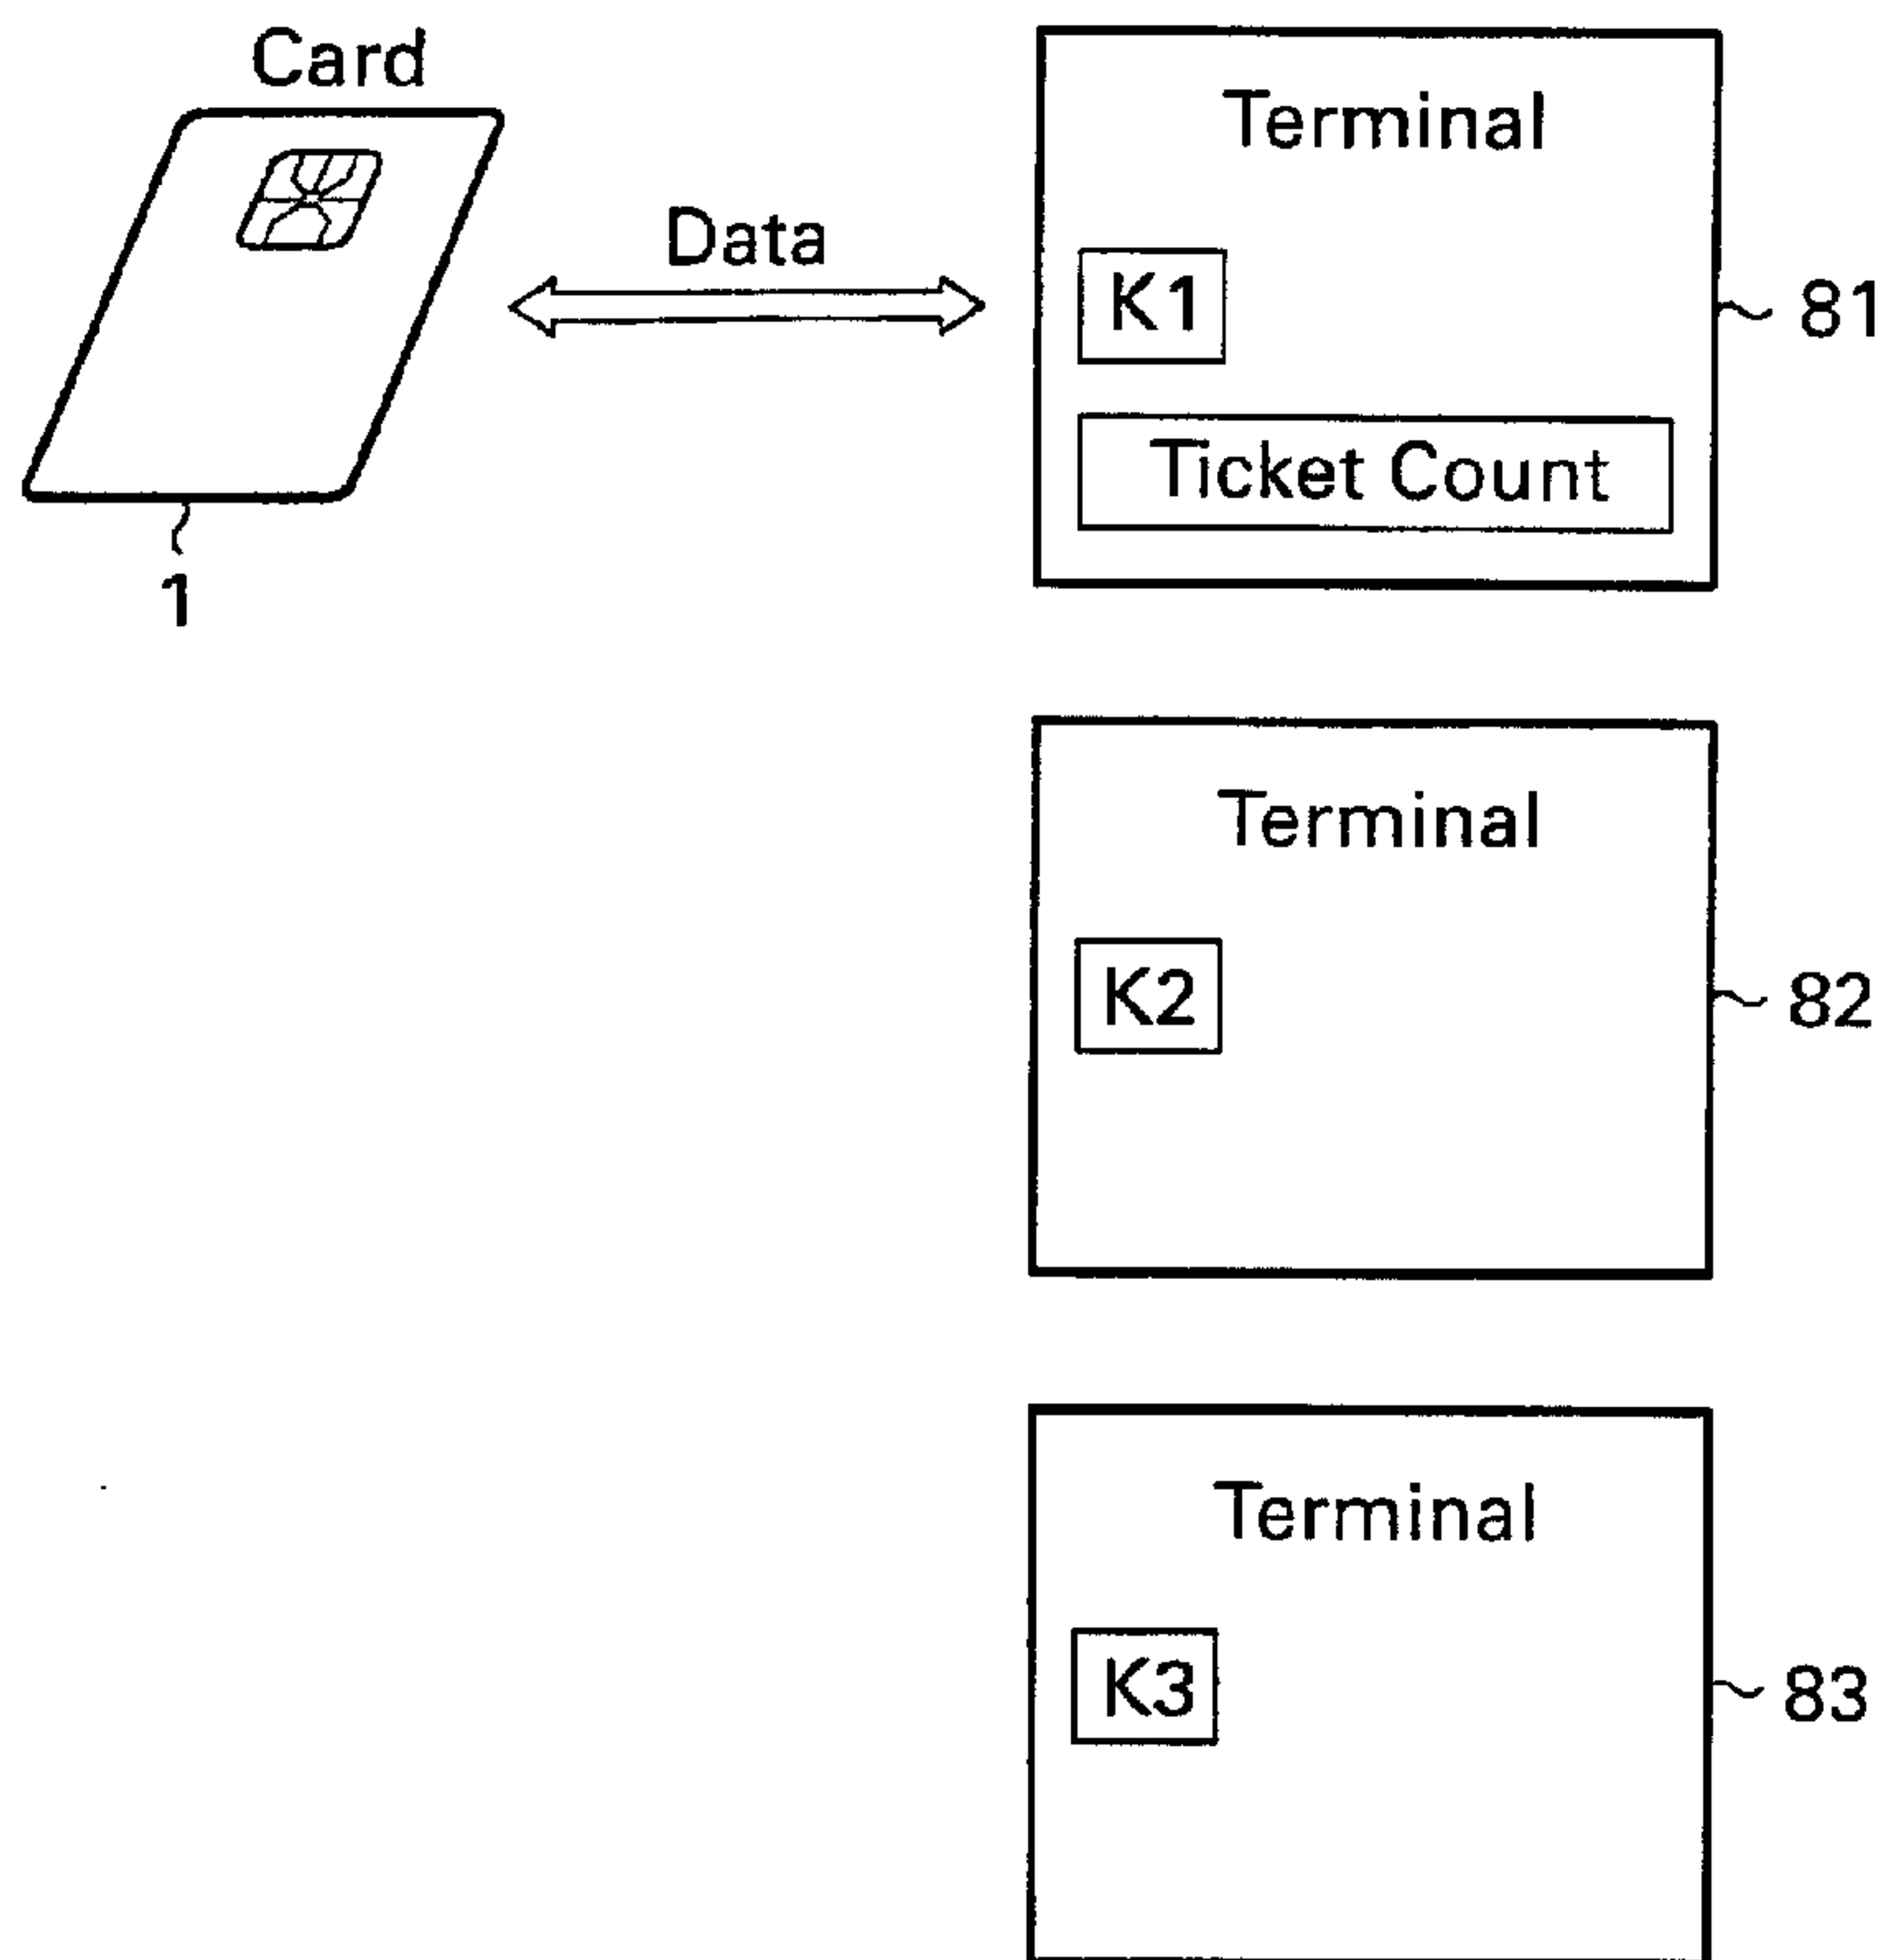 Card
1
Data
Terminal
K1
Ticket Count
81
Terminal
K2
82
Terminal
K3
83